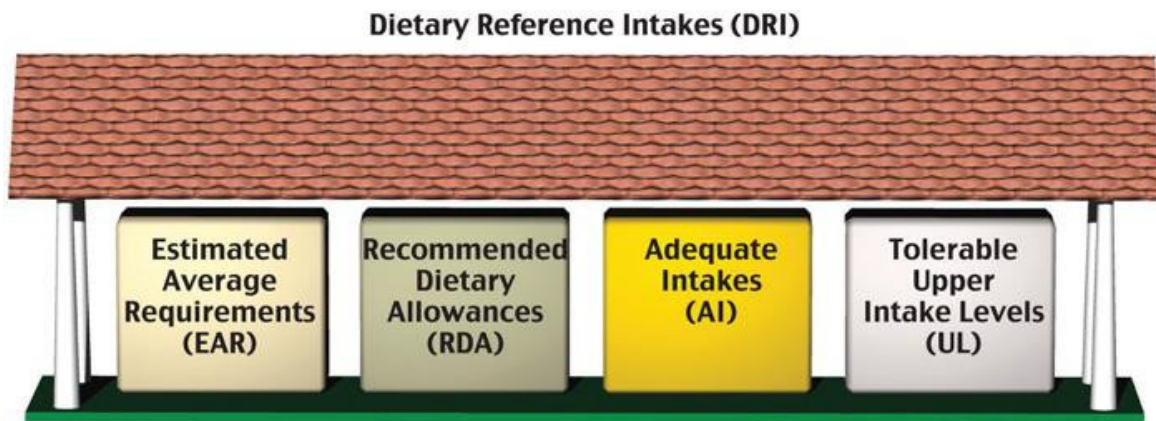 Dietary Reference Intakes (DRI)
Estimated
Average
Requirements
(EAR)
Recommended
Dietary
Allowances
(RDA)
Adequate
Intakes
(AI)
Tolerable
Upper
Intake Levels
(UL)